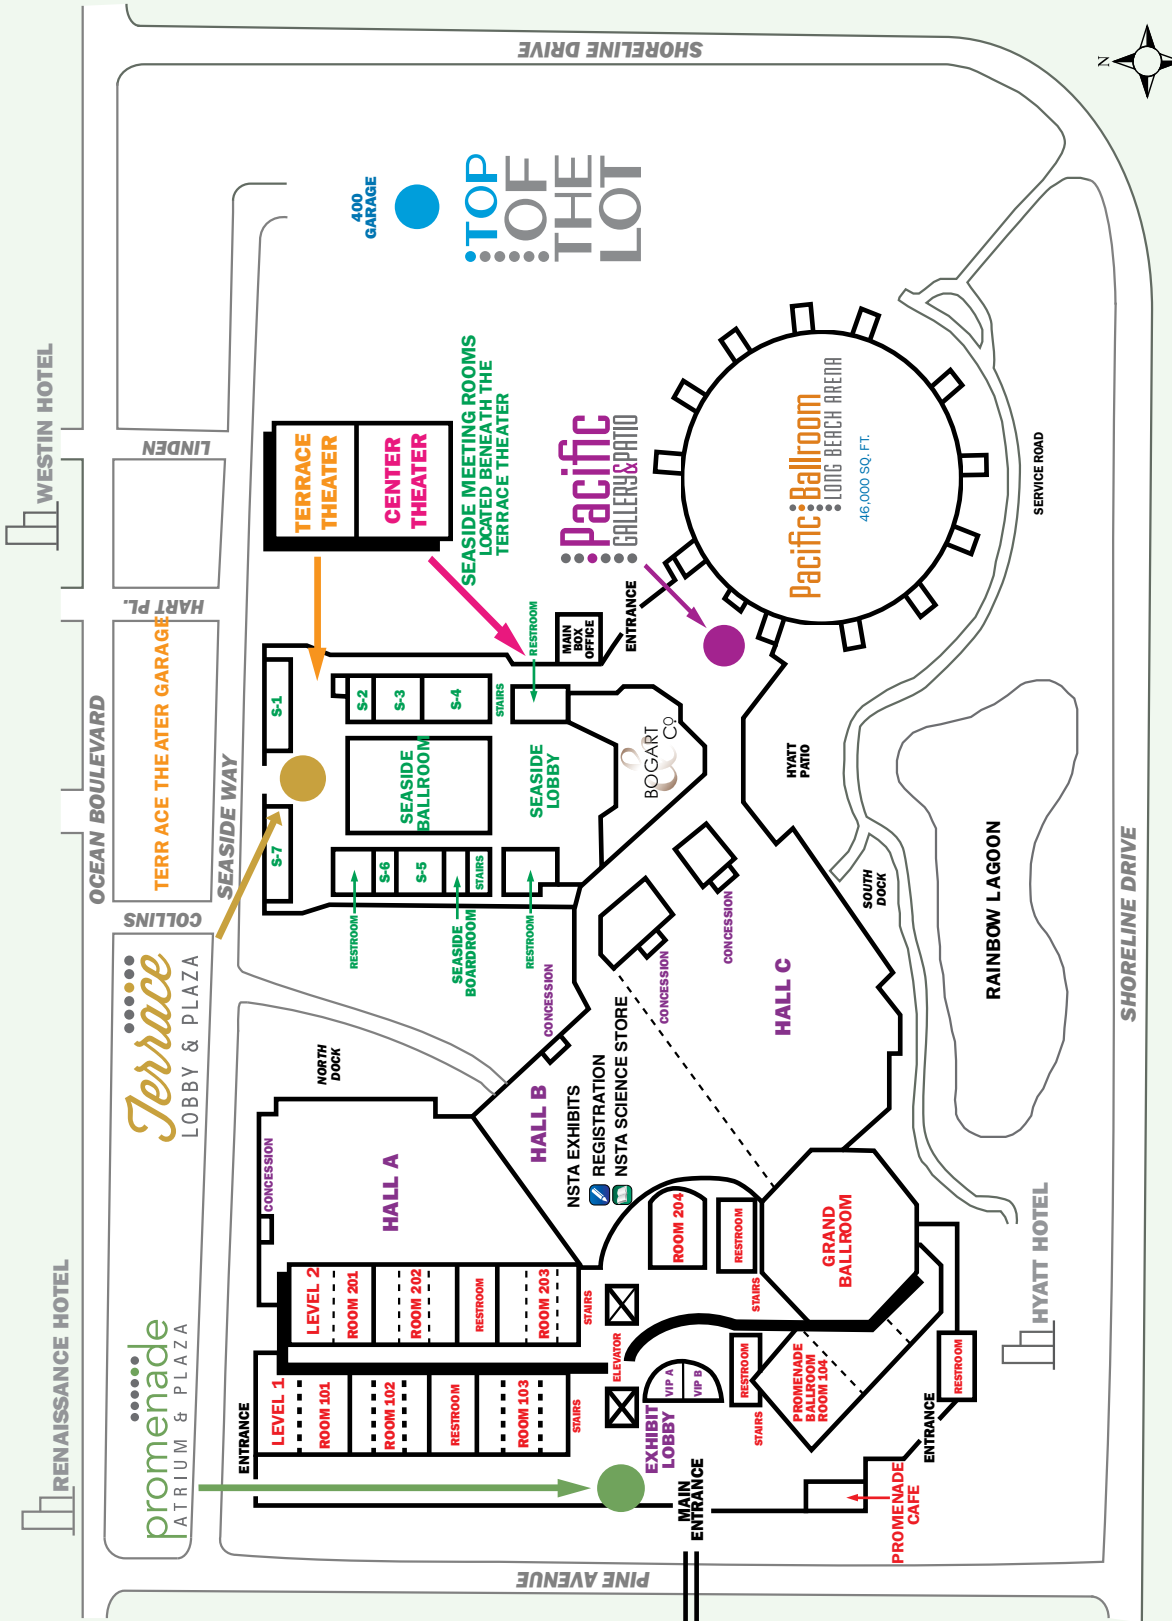 SHORELINE DRIVE
N
400
GARAGE
TOP
OF
THE
LOT
WESTIN HOTEL
LINDEN
TERRACE
THEATER
CENTER
THEATER
SEASIDE MEETING ROOMS
LOCATED BENEATH THE
TERRACE THEATER
Pacific
GALLERY&PATIO
Pacific Ballroom
LONG BEACH ARENA
46,000 SQ. FT.
SERVICE ROAD
HART PL.
OCEAN BOULEVARD
TERR ACE THE ATER GARAGE
SEASIDE WAY
COLLINS
S-1
S-2
S-3
S-4
STAIRS
RESTROOM
MAIN
BOX
OFFICE
ENTRANCE
SEASIDE
BALLROOM
SEASIDE
LOBBY
BOGART
&
CO
HYATT
PATIO
S-7
S-6
S-5
STAIRS
RESTROOM
SEASIDE
BOARDROOM
RESTROOM
CONCESSION
CONCESSION
CONCESSION
SOUTH
DOCK
RAINBOW LAGOON
SHORELINE DRIVE
Terrace
LOBBY & PLAZA
NORTH
DOCK
HALL C
HALL B
HALL A
CONCESSION
NSTA EXHIBITS
REGISTRATION
NSTA SCIENCE STORE
ROOM 204
RESTROOM
GRAND
BALLROOM
STAIRS
LEVEL 2
ROOM 201
ROOM 202
RESTROOM
ROOM 203
STAIRS
ELEVATOR
LEVEL 1
ROOM 101
ROOM 102
RESTROOM
ROOM 103
STAIRS
VIP A
VIP B
RESTROOM
STAIRS
PROMENADE
BALLROOM
ROOM 104
RESTROOM
HYATT HOTEL
RENAISSANCE HOTEL
promenade
ATRIUM & PLAZA
ENTRANCE
EXHIBIT
LOBBY
MAIN
ENTRANCE
ENTRANCE
PROMENADE
CAFE
PINE AVENUE